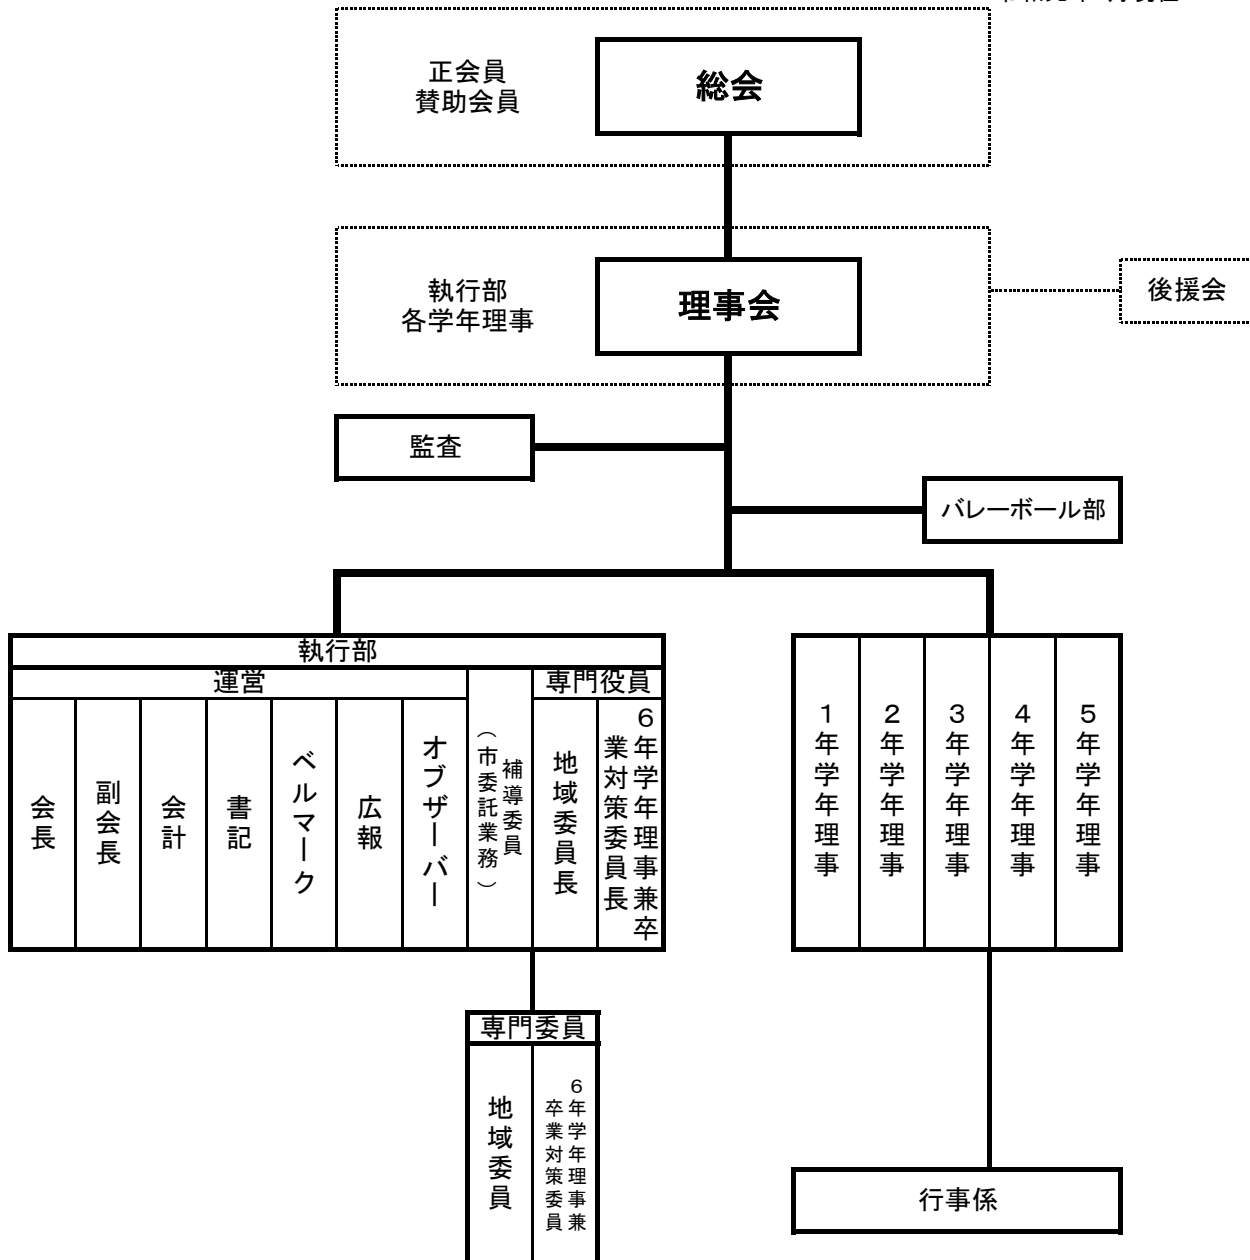 正会員
賛助会員
総会
執行部
各学年理事
理事会
後援会
監査
バレーボール部
執行部
運営
専門役員
会長
副会長
会計
書記
ベルマーク
広報
オブザーバー
補導委員
（市委託業務）
地域委員長
６年学年理事兼卒
業対策委員長
１年学年理事
２年学年理事
３年学年理事
４年学年理事
５年学年理事
専門委員
地域委員
６年学年理事兼
卒業対策委員
行事係